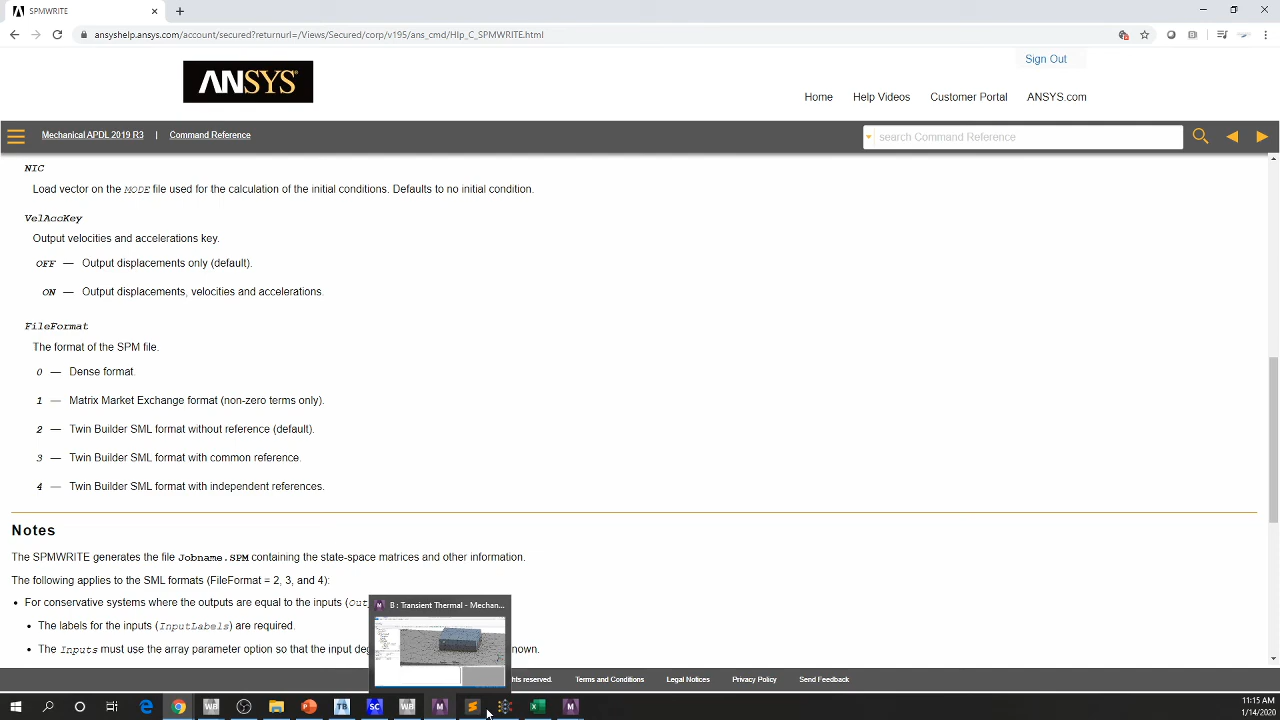 SPMWRITE
ansyshelp.ansys.com/account/secured?returnurl=/Views/Secured/corp/v195/ans_cmd/Hlp_C_SPMWRITE.html
Sign Out
ANSYS
Home Help Videos Customer Portal ANSYS.com
Mechanical APDL 2019 R3 | Command Reference
search Command Reference
NIC
Load vector on the MODE file used for the calculation of the initial conditions. Defaults to no initial condition.
VelAccKey
Output velocities and accelerations key.
OFF — Output displacements only (default).
ON — Output displacements, velocities and accelerations.
FileFormat
The format of the SPM file.
0 — Dense format.
1 — Matrix Market Exchange format (non-zero terms only).
2 — Twin Builder SML format without reference (default).
3 — Twin Builder SML format with common reference.
4 — Twin Builder SML format with independent references.
Notes
The SPMWRITE generates the file Jobname.SPM containing the state-space matrices and other information.
The following applies to the SML formats (FileFormat = 2, 3, and 4):
• For conservative systems where the outputs are equal to the inputs (Out
B : Transient Thermal - Mechan...
• The labels for the inputs (InputLabels) are required.
• The Inputs must use the array parameter option so that the input deg nown.
hts reserved. Terms and Conditions Legal Notices Privacy Policy Send Feedback
WB TB SC WB M S M
11:15 AM
1/14/2020